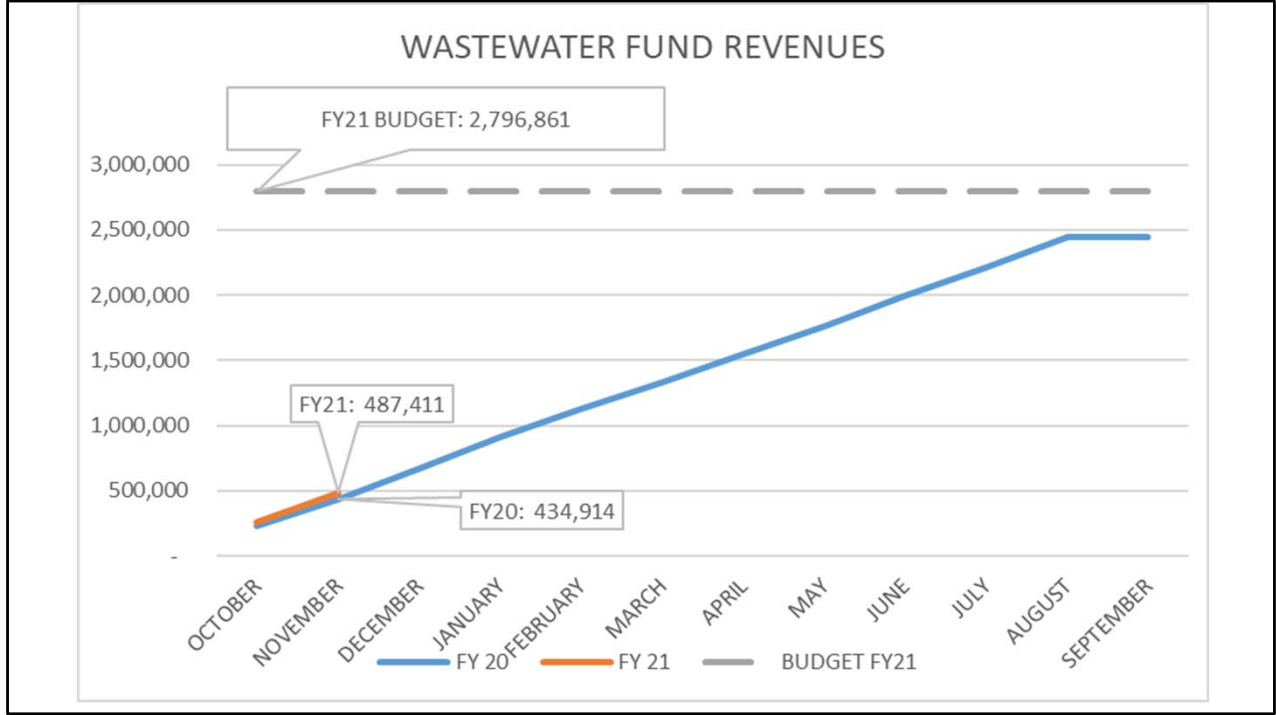 WASTEWATER FUND REVENUES
FY21 BUDGET: 2,796,861
3,000,000
2,500,000
2,000,000
1,500,000
1,000,000
500,000
-
FY21: 487,411
FY20: 434,914
OCTOBER
NOVEMBER
DECEMBER
JANUARY
FEBRUARY
MARCH
APRIL
MAY
JUNE
JULY
AUGUST
SEPTEMBER
FY 20
FY 21
BUDGET FY21